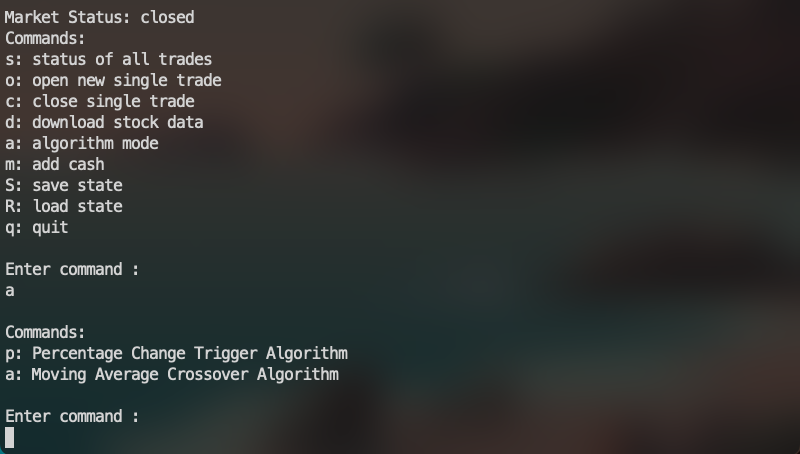 Market Status: closed
Commands:
s: status of all trades
o: open new single trade
c: close single trade
d: download stock data
a: algorithm mode
m: add cash
S: save state
R: load state
q: quit
Enter command :
a
Commands:
p: Percentage Change Trigger Algorithm
a: Moving Average Crossover Algorithm
Enter command :